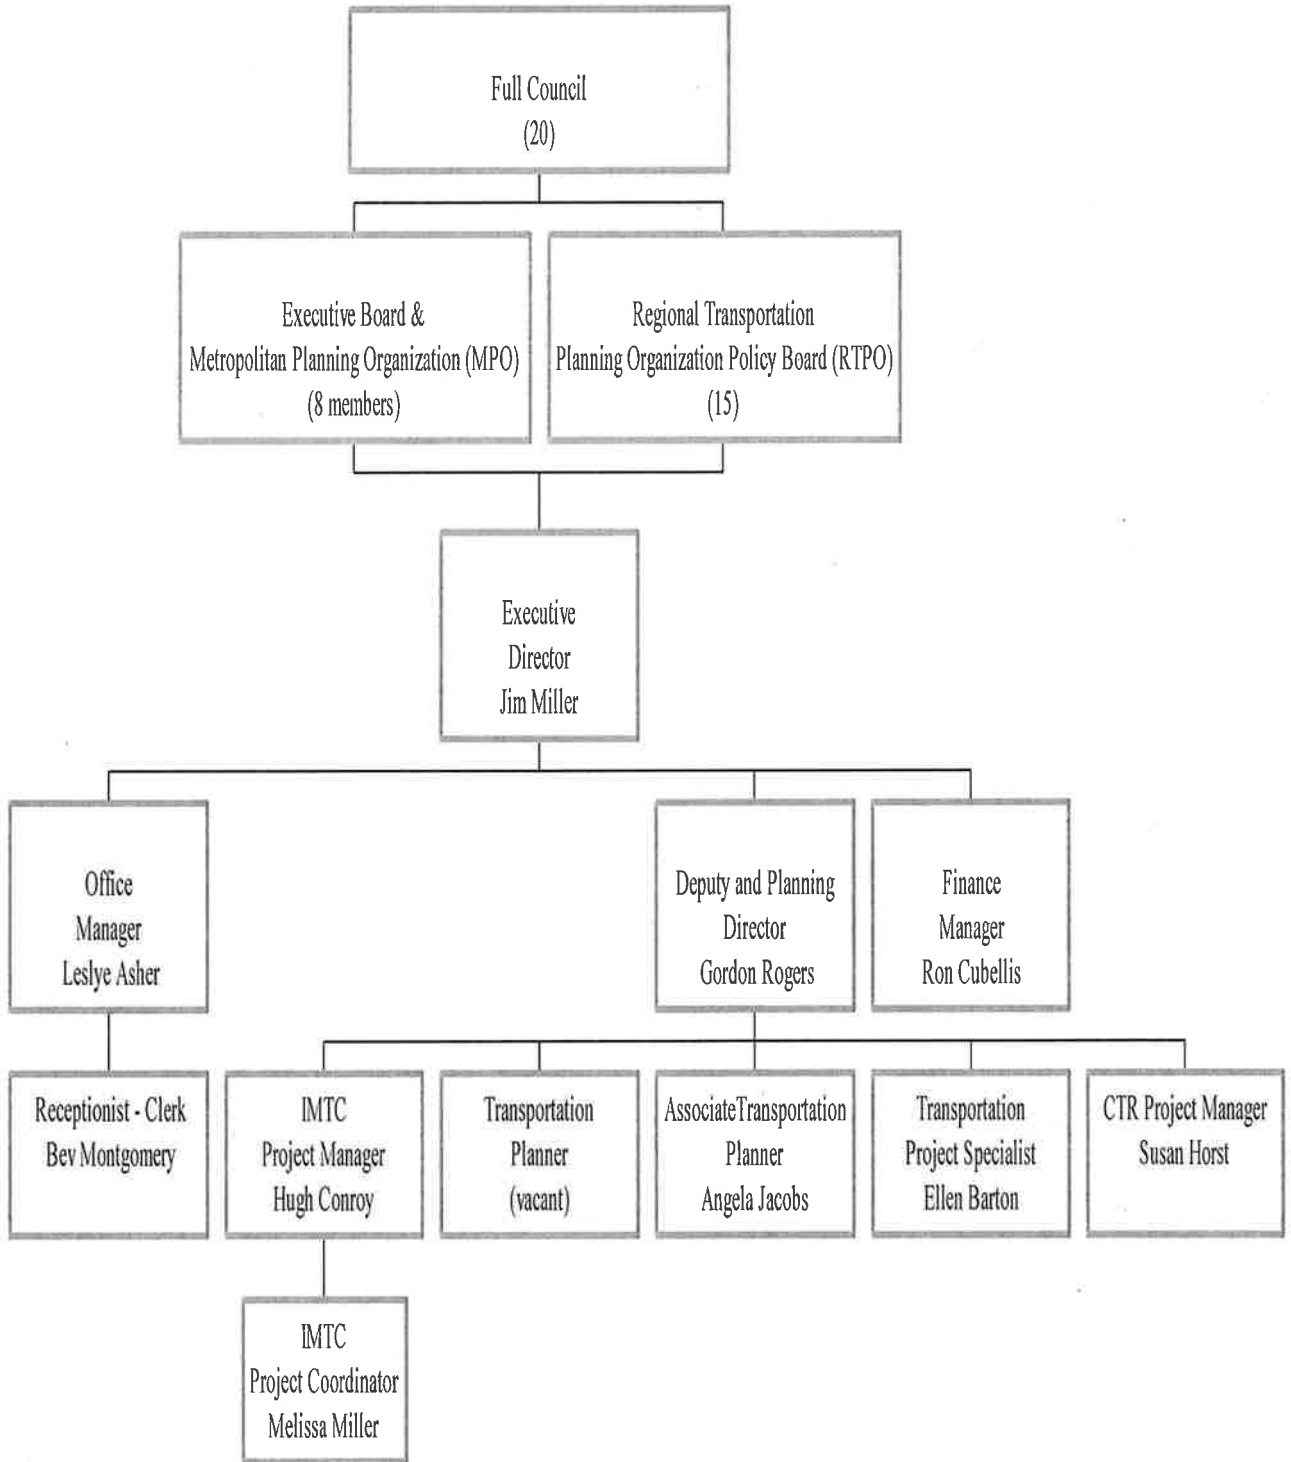 Full Council
(20)
Executive Board &
Metropolitan Planning Organization (MPO)
(8 members)
Regional Transportation
Planning Organization Policy Board (RTPO)
(15)
Executive
Director
Jim Miller
Office
Manager
Leslye Asher
Deputy and Planning
Director
Gordon Rogers
Finance
Manager
Ron Cubellis
Receptionist - Clerk
Bev Montgomery
IMTC
Project Manager
Hugh Conroy
Transportation
Planner
(vacant)
AssociateTransportation
Planner
Angela Jacobs
Transportation
Project Specialist
Ellen Barton
CTR Project Manager
Susan Horst
IMTC
Project Coordinator
Melissa Miller